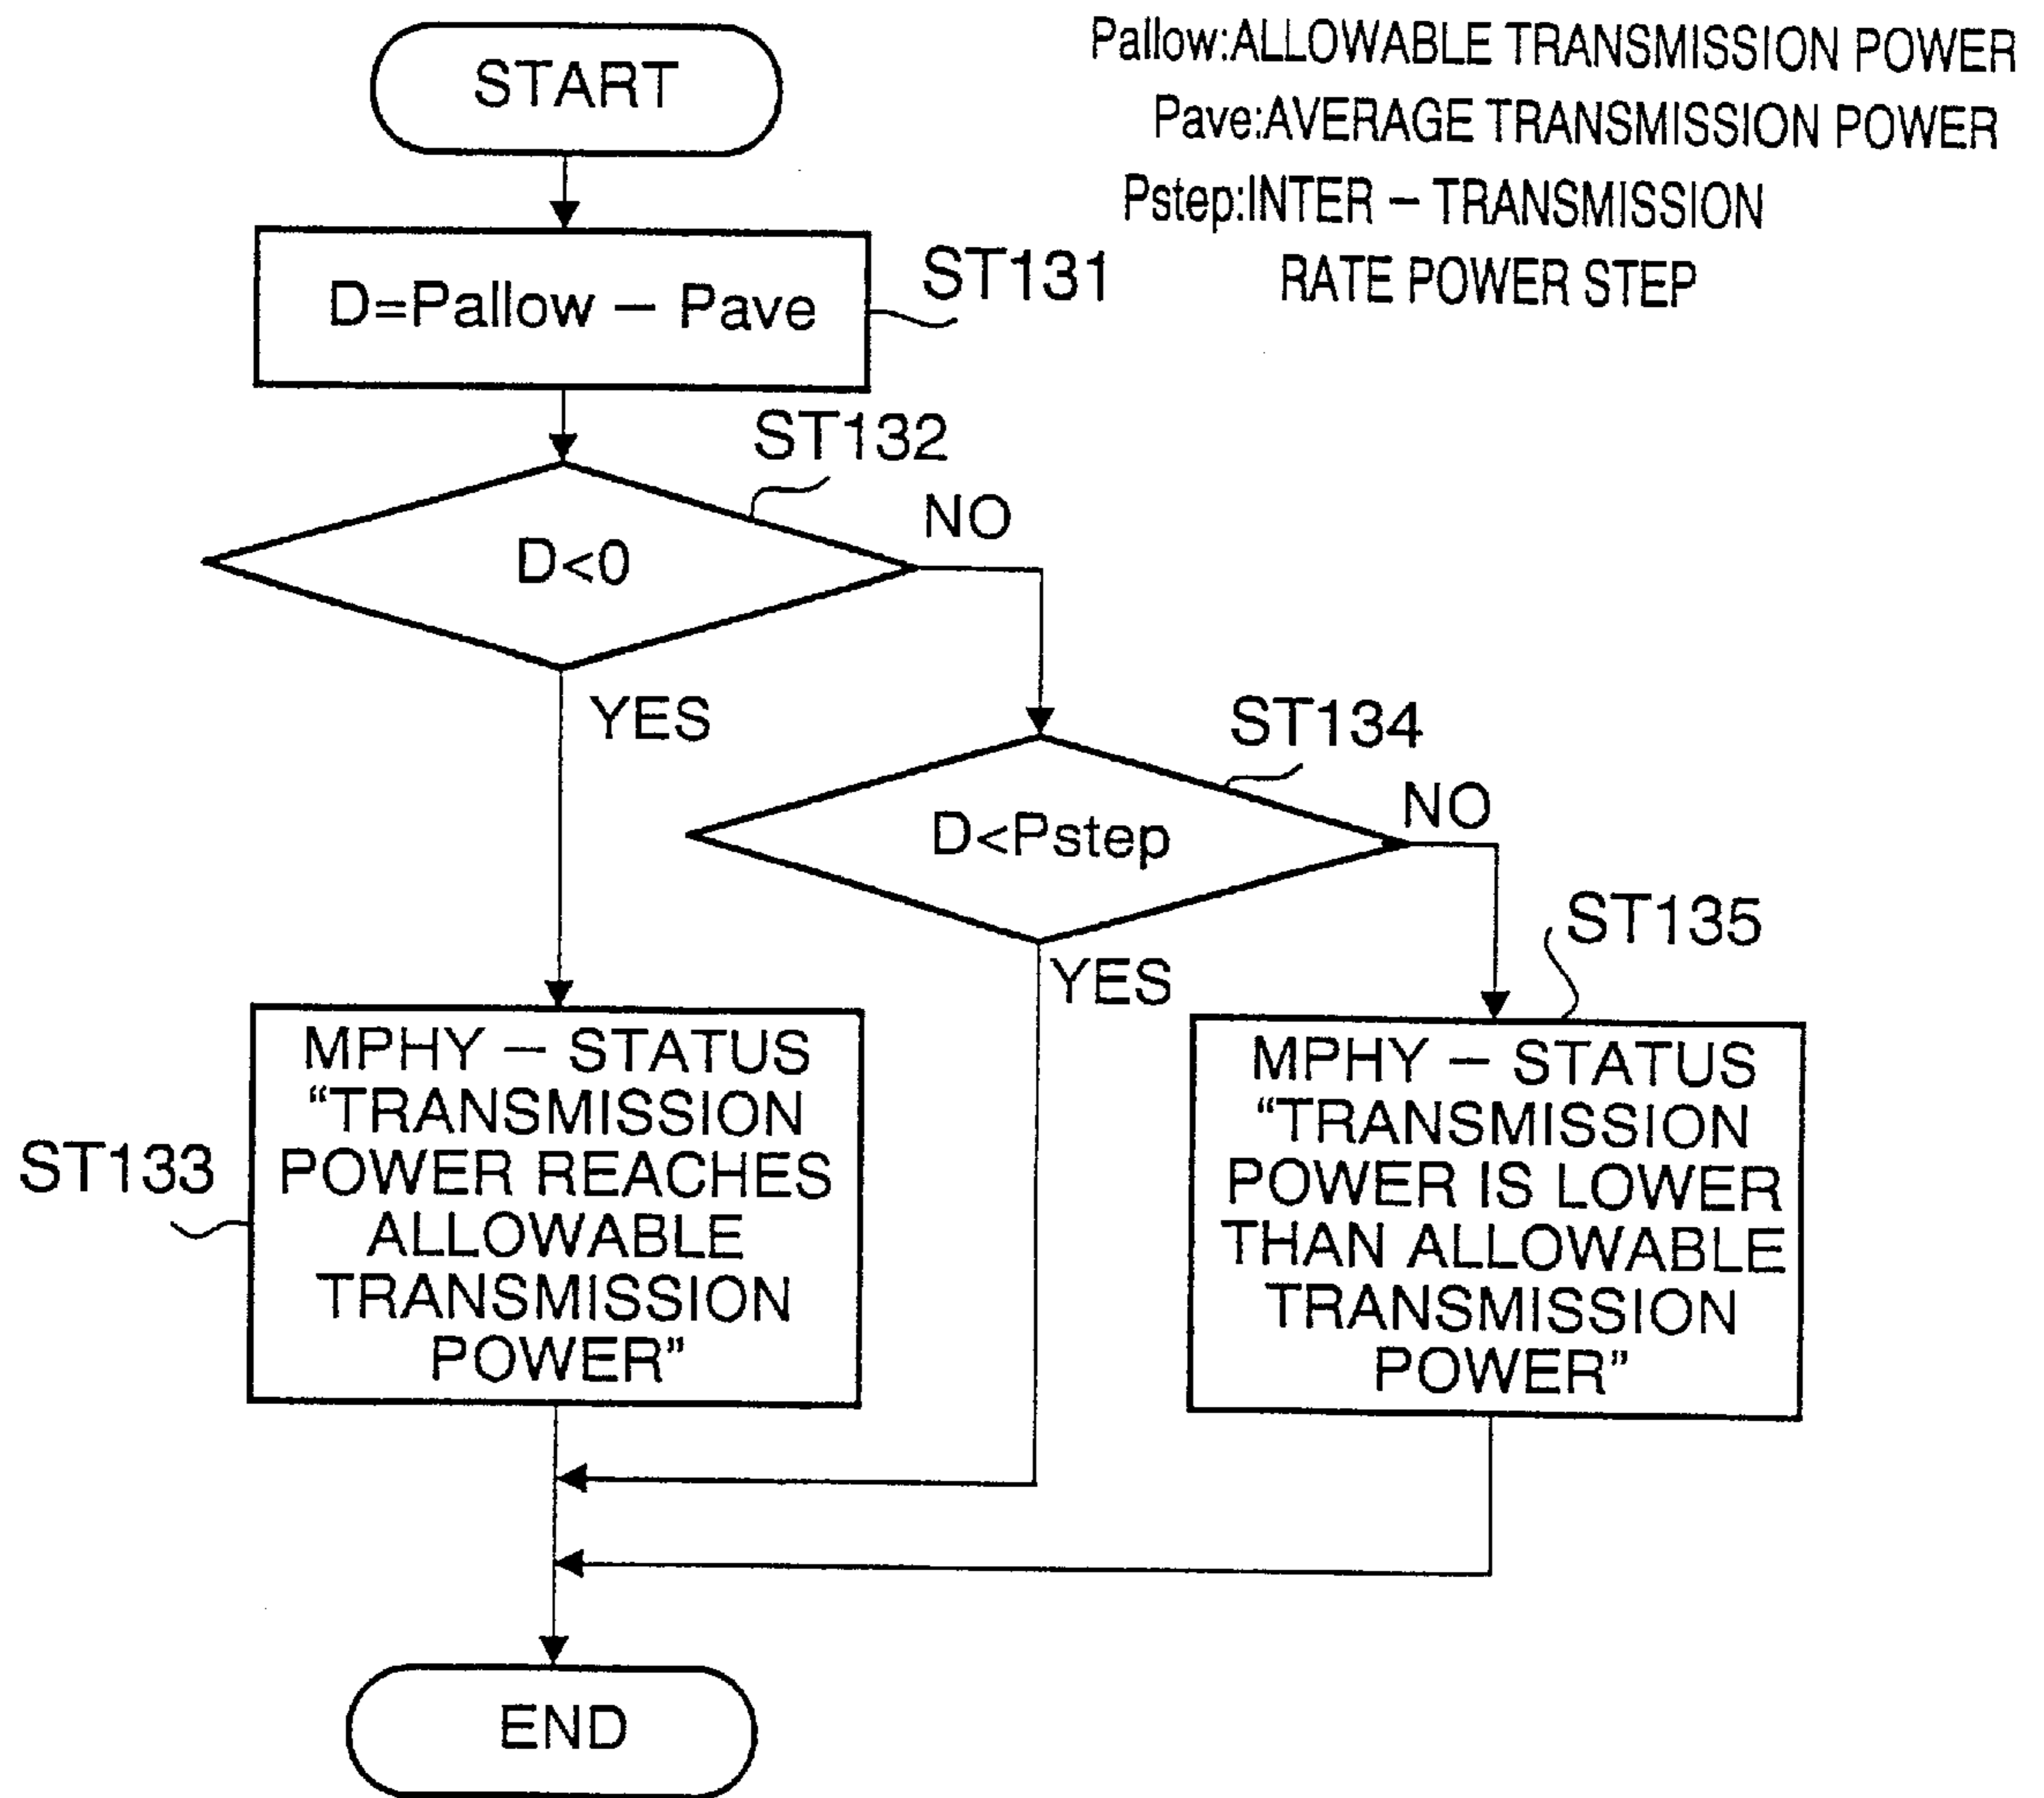 START
Pallow:ALLOWABLE TRANSMISSION POWER
Pave:AVERAGE TRANSMISSION POWER
Pstep:INTER – TRANSMISSION
RATE POWER STEP
D=Pallow – Pave
ST131
ST132
D<0
NO
YES
ST134
D<Pstep
NO
YES
ST135
ST133
MPHY – STATUS
“TRANSMISSION
POWER REACHES
ALLOWABLE
TRANSMISSION
POWER”
MPHY – STATUS
“TRANSMISSION
POWER IS LOWER
THAN ALLOWABLE
TRANSMISSION
POWER”
END